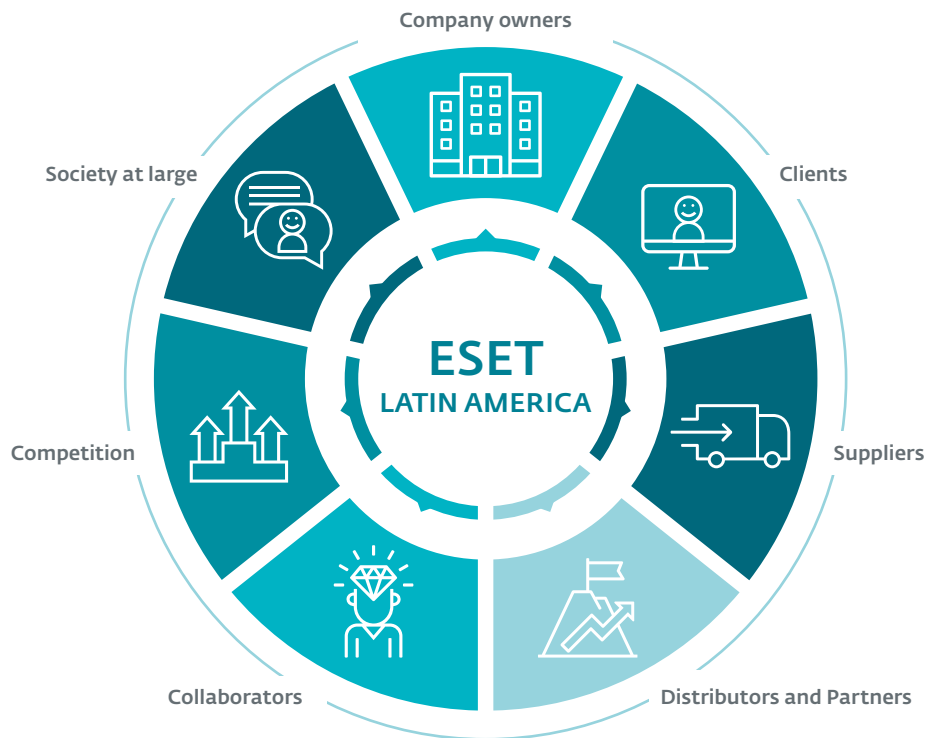 Company owners
Society at large
Clients
ESET
LATIN AMERICA
Competition
Suppliers
Collaborators
Distributors and Partners